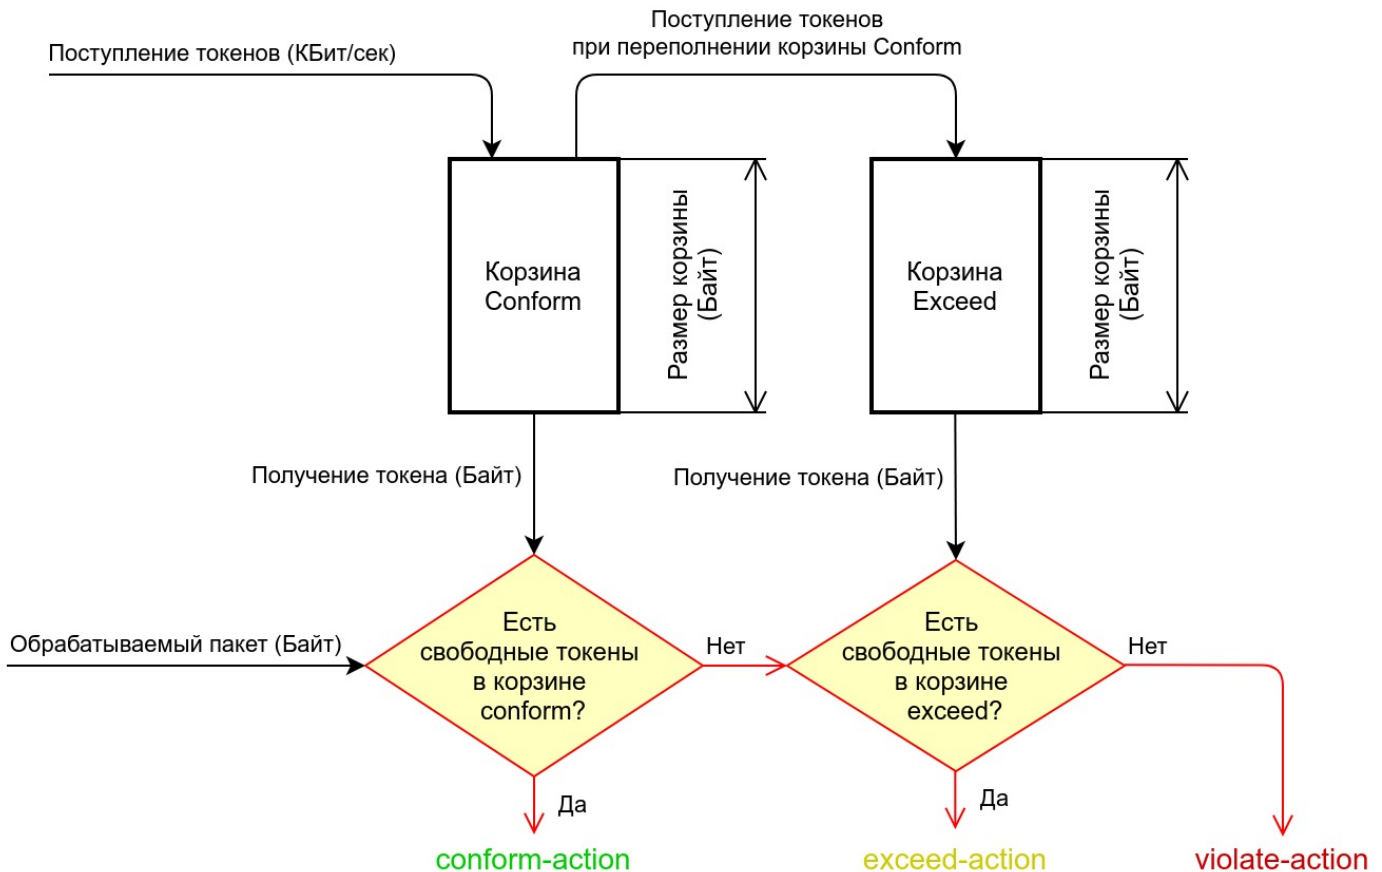 Поступление токенов
при переполнении корзины Conform
Поступление токенов (КБит/сек)
Корзина
Conform
Размер корзины
(Байт)
Корзина
Exceed
Размер корзины
(Байт)
Получение токена (Байт)
Получение токена (Байт)
Обрабатываемый пакет (Байт)
Есть
свободные токены
в корзине
conform?
Нет
Есть
свободные токены
в корзине
exceed?
Нет
Да
Да
conform-action
exceed-action
violate-action